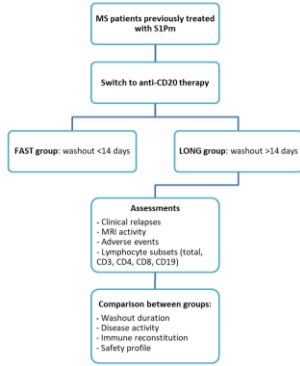 MS patients previously treated
with S1Pm
Switch to anti-CD20 therapy
FAST group: washout <14 days
LONG group: washout >14 days
Assessments
- Clinical relapses
- MRI activity
- Adverse events
- Lymphocyte subsets (total,
CD3, CD4, CD8, CD19)
Comparison between groups:
- Washout duration
- Disease activity
- Immune reconstitution
- Safety profile